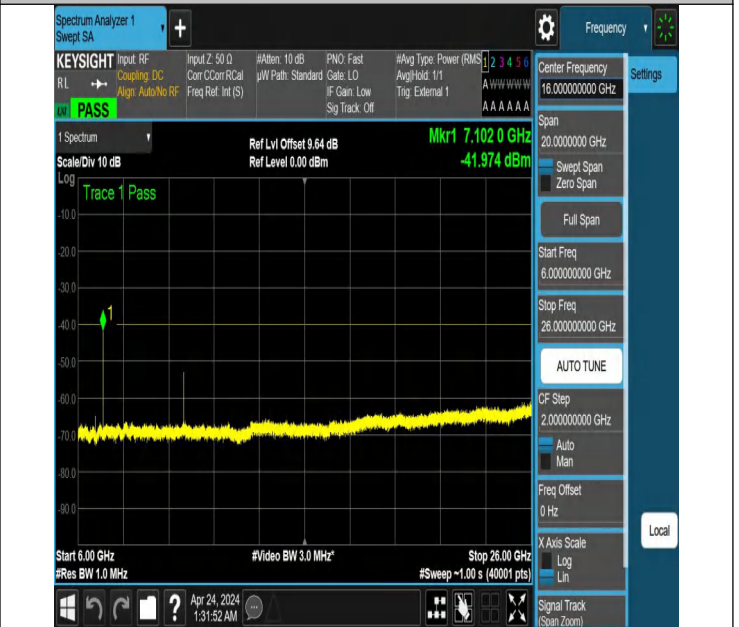 Spectrum Analyzer 1
Swept SA
+
Frequency
KEYSIGHT
RL
PASS
Input: RF
Coupling: DC
Align: Auto/No RF
Input Z: 50 Ω
Corr CCorr RCal
Freq Ref: Int (S)
#Atten: 10 dB
µW Path: Standard
PNO: Fast
Gate: LO
IF Gain: Low
Sig Track: Off
#Avg Type: Power (RMS
Avg|Hold: 1/1
Trig: External 1
1 2 3 4 5 6
A W W W W W
A A A A A A
1 Spectrum
Scale/Div 10 dB
Ref Lvl Offset 9.64 dB
Ref Level 0.00 dBm
Mkr1 7.102 0 GHz
-41.974 dBm
Log
Trace 1 Pass
1
-10.0
-20.0
-30.0
-40.0
-50.0
-60.0
-70.0
-80.0
-90.0
Start 6.00 GHz
#Res BW 1.0 MHz
#Video BW 3.0 MHz*
Stop 26.00 GHz
#Sweep ~1.00 s (40001 pts)
?
Apr 24, 2024
1:31:52 AM
Center Frequency
16.000000000 GHz
Settings
Span
20.0000000 GHz
Swept Span
Zero Span
Full Span
Start Freq
6.000000000 GHz
Stop Freq
26.000000000 GHz
AUTO TUNE
CF Step
2.000000000 GHz
Auto
Man
Freq Offset
0 Hz
X Axis Scale
Log
Lin
Local
Signal Track
(Span Zoom)